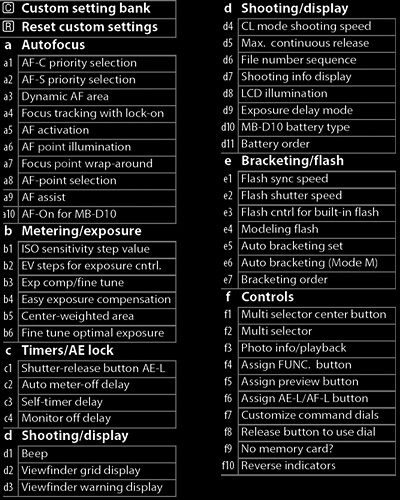 C Custom setting bank
R Reset custom settings
a Autofocus
a1 AF-C priority selection
a2 AF-S priority selection
a3 Dynamic AF area
a4 Focus tracking with lock-on
a5 AF activation
a6 AF point illumination
a7 Focus point wrap-around
a8 AF-point selection
a9 AF assist
a10 AF-On for MB-D10
b Metering/exposure
b1 ISO sensitivity step value
b2 EV steps for exposure cntrl.
b3 Exp comp/fine tune
b4 Easy exposure compensation
b5 Center-weighted area
b6 Fine tune optimal exposure
c Timers/AE lock
c1 Shutter-release button AE-L
c2 Auto meter-off delay
c3 Self-timer delay
c4 Monitor off delay
d Shooting/display
d1 Beep
d2 Viewfinder grid display
d3 Viewfinder warning display
d Shooting/display
d4 CL mode shooting speed
d5 Max. continuous release
d6 File number sequence
d7 Shooting info display
d8 LCD illumination
d9 Exposure delay mode
d10 MB-D10 battery type
d11 Battery order
e Bracketing/flash
e1 Flash sync speed
e2 Flash shutter speed
e3 Flash cntrl for built-in flash
e4 Modeling flash
e5 Auto bracketing set
e6 Auto bracketing (Mode M)
e7 Bracketing order
f Controls
f1 Multi selector center button
f2 Multi selector
f3 Photo info/playback
f4 Assign FUNC. button
f5 Assign preview button
f6 Assign AE-L/AF-L button
f7 Customize command dials
f8 Release button to use dial
f9 No memory card?
f10 Reverse indicators